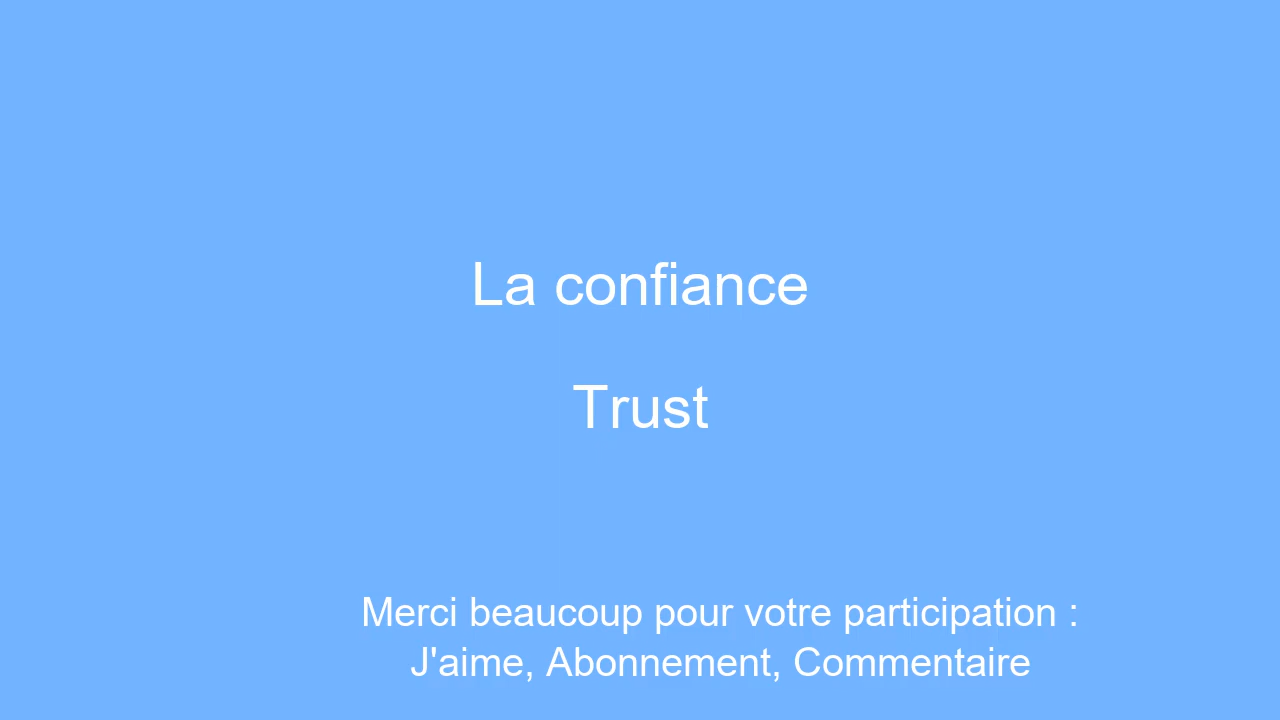 La confiance
Trust
Merci beaucoup pour votre participation :
J'aime, Abonnement, Commentaire